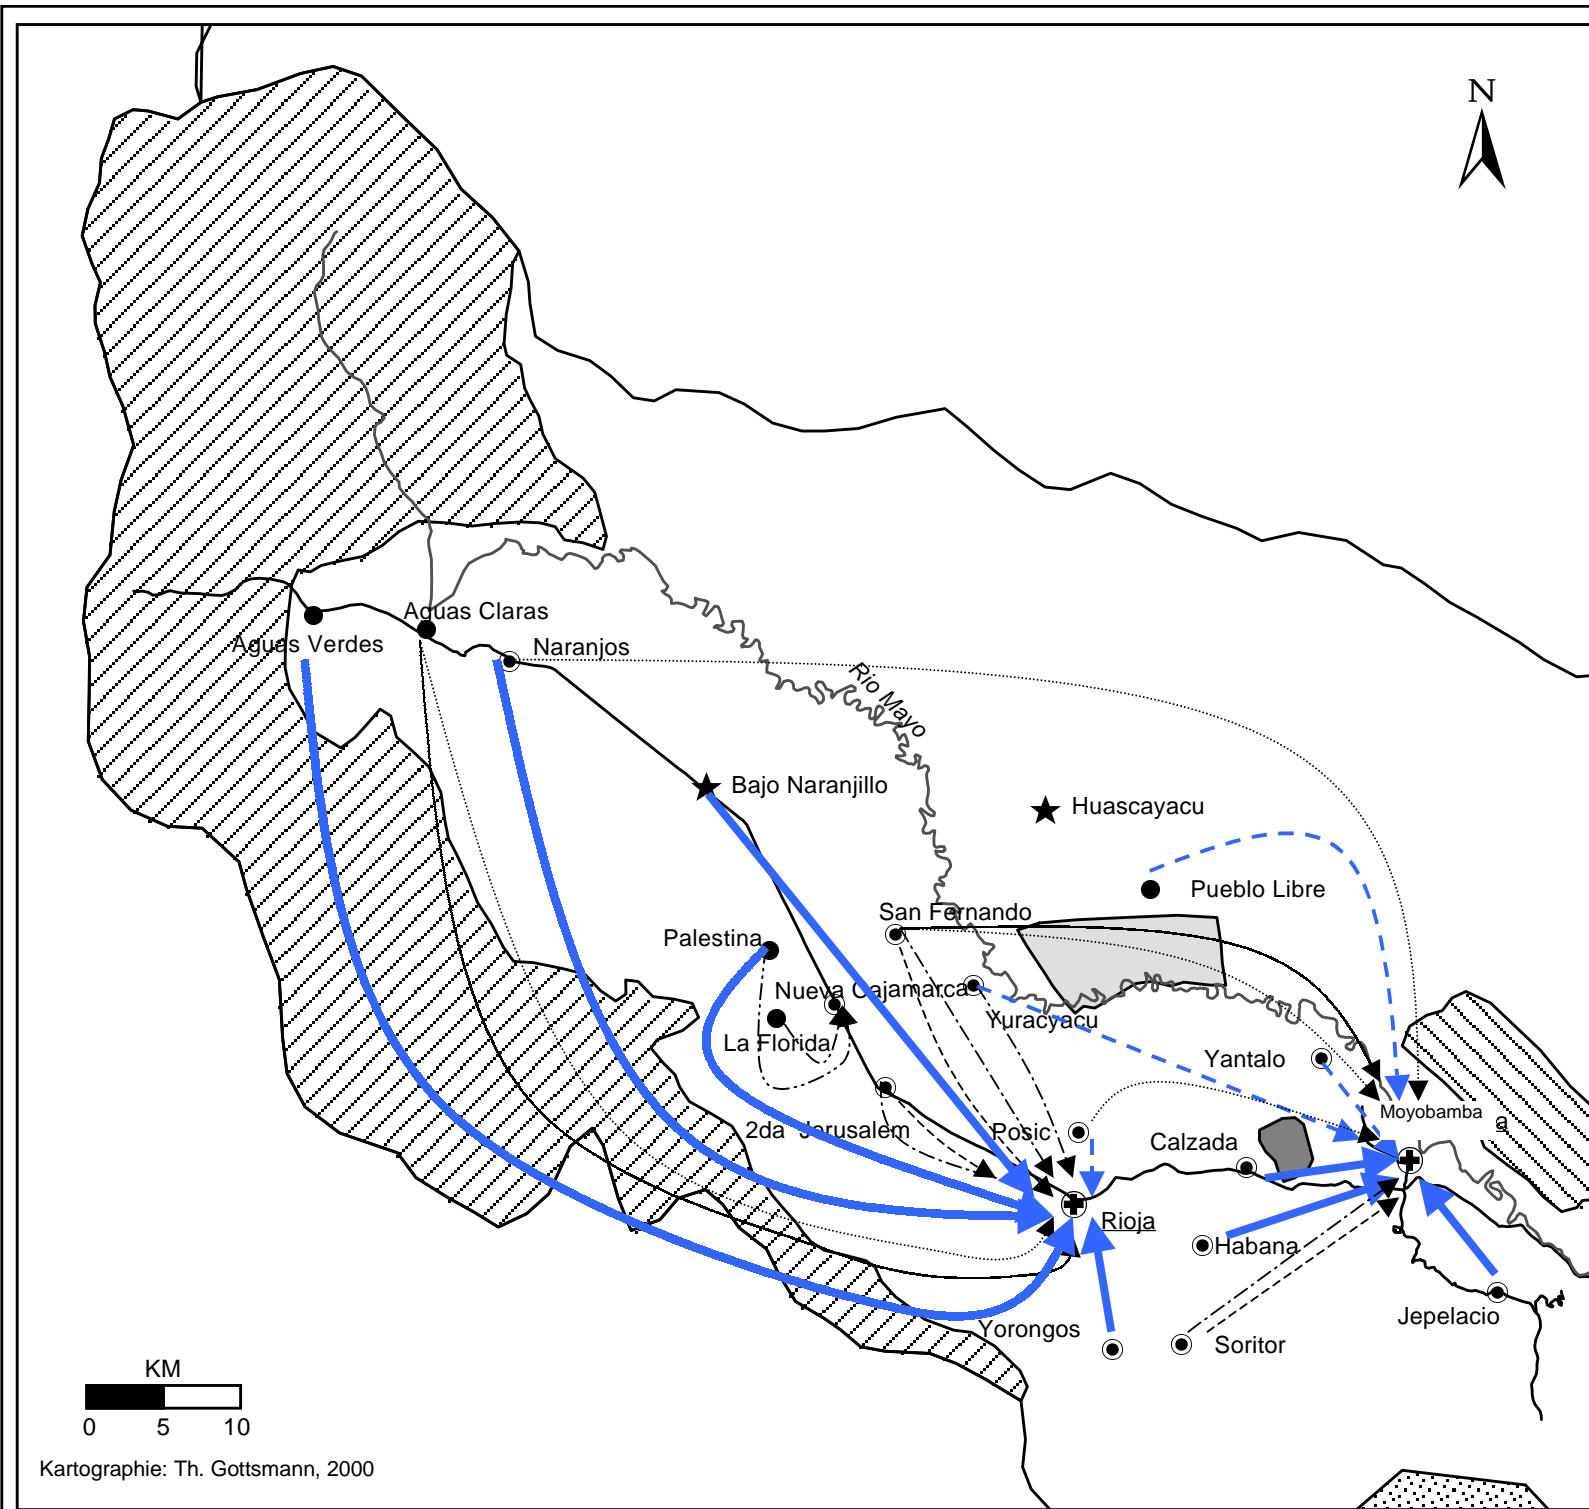 N
Aguas Claras
Aguas Verdes
Naranjos
Rio Mayo
Bajo Naranjillo
Huascayacu
Pueblo Libre
San Fernando
Palestina
Nueva Cajamarca
Yuracyacu
La Florida
Yantalo
Moyobamba
a
2da Jerusalem
Posic
Calzada
Rioja
Habana
Jepelacio
Yorongos
Soritor
KM
0 5 10
Kartographie: Th. Gottsmann, 2000